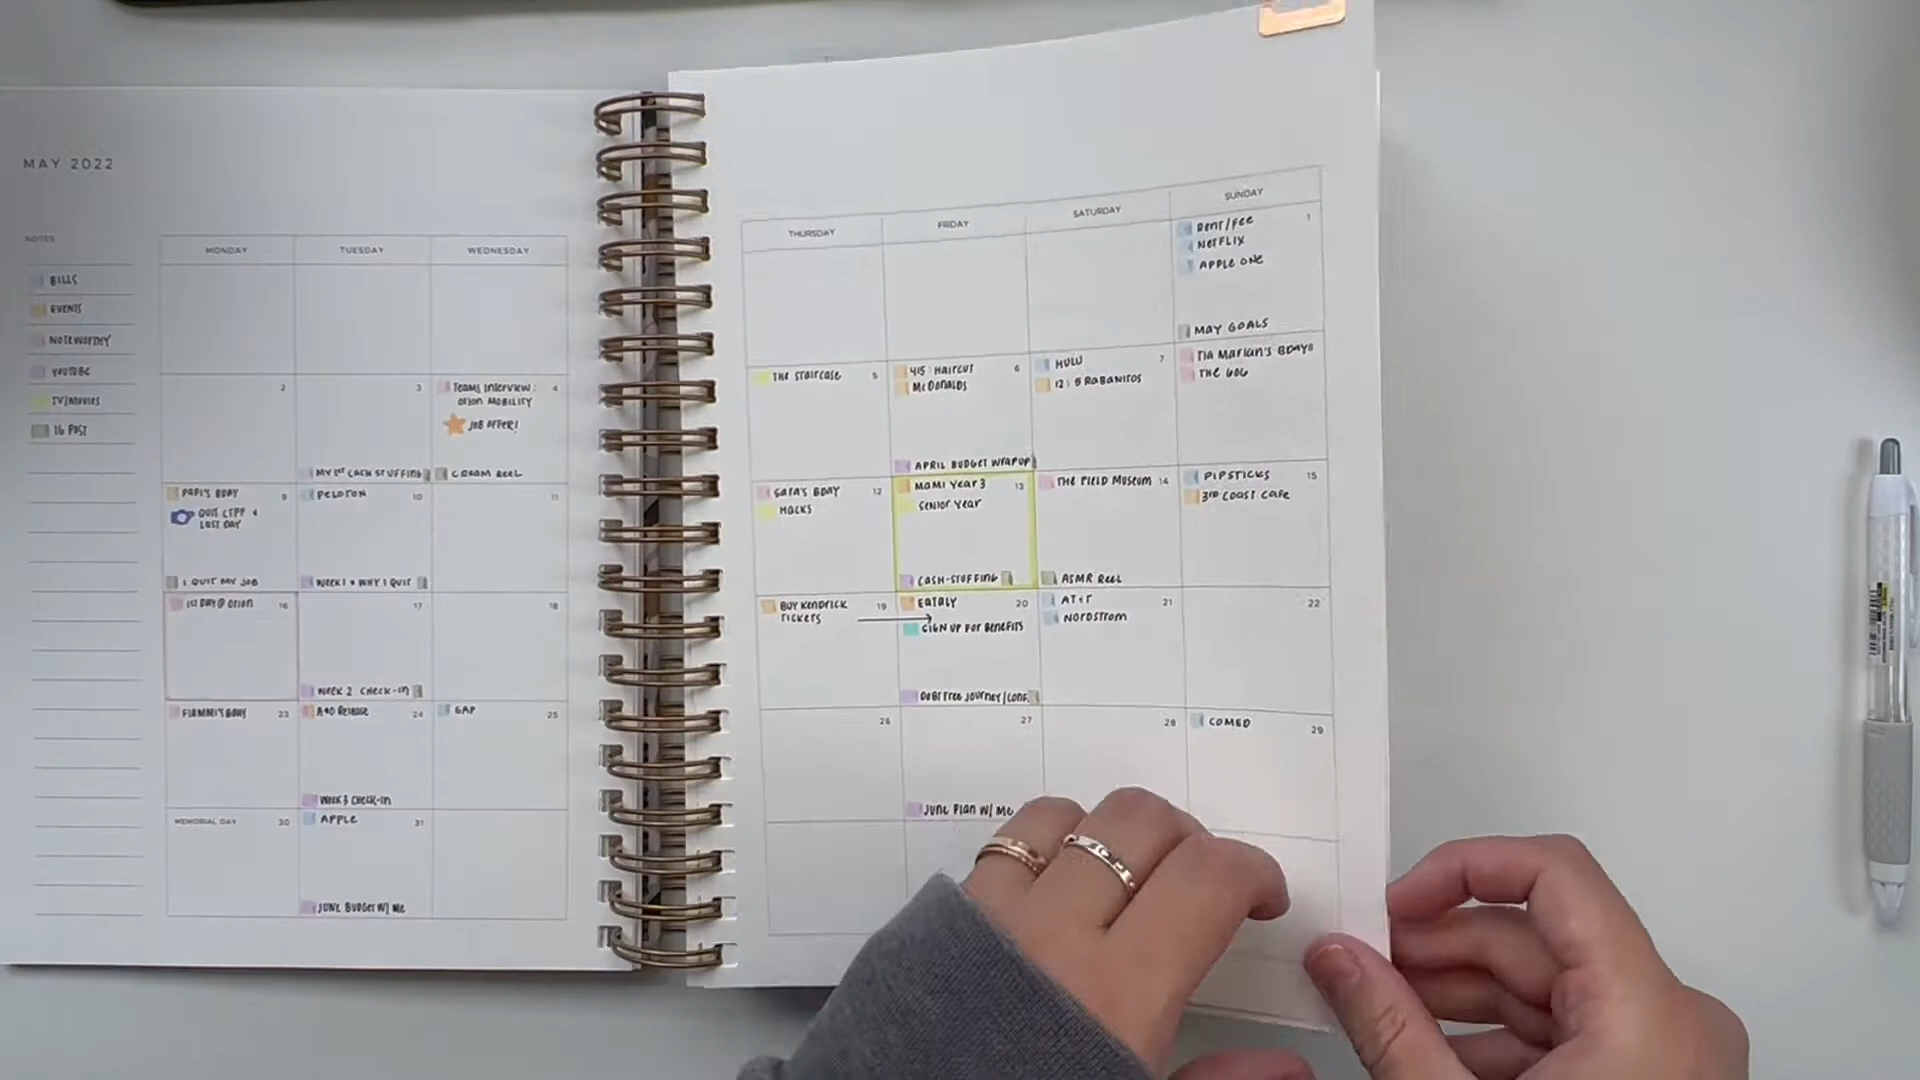 MAY 2022
NOTES
BILLS
EVENTS
NOTEWORTHY
YOUTUBE
TV/MOVIES
IG POST
MONDAY
TUESDAY
WEDNESDAY
2
3
TEAMS INTERVIEW: 4
ORION MOBILITY
JOB OFFER!
MY 1ST CASH STUFFING
CREAM REEL
PAPI'S BDAY 9
QUIT CTPF +
LAST DAY
1 QUIT MY JOB
PELOTON 10
WEEK 1 + WHY I QUIT
11
1ST DAY @ ORION 16
17
WEEK 2 CHECK-IN
18
23
RELEASE 24
WEEK 3 CHECK-IN
GAP 25
MEMORIAL DAY 30
APPLE 31
JUNE BUDGET W/ ME
THURSDAY
FRIDAY
SATURDAY
SUNDAY
RENT/FEE 1
NETFLIX
APPLE ONE
MAY GOALS
THE STAIRCASE 5
415: HAIRCUT 6
MCDONALDS
APRIL BUDGET WRAPUP
HULU 7
12:5 RABANITOS
TIA MARIAN'S BDAY 8
THE 606
SARA'S BDAY 12
HACKS
MAMI YEAR 3 13
SENIOR YEAR
CASH-STUFFING
THE FIELD MUSEUM 14
ASMR REEL
PIPSTICKS 15
3RD COAST CAFE
BUY KENDRICK 19
TICKETS
EATALY 20
SIGN UP FOR BENEFITS
DEBT FREE JOURNEY/CONF.
AT+T 21
NORDSTROM
22
26
27
JUNE PLAN W/ ME
28
COMED 29